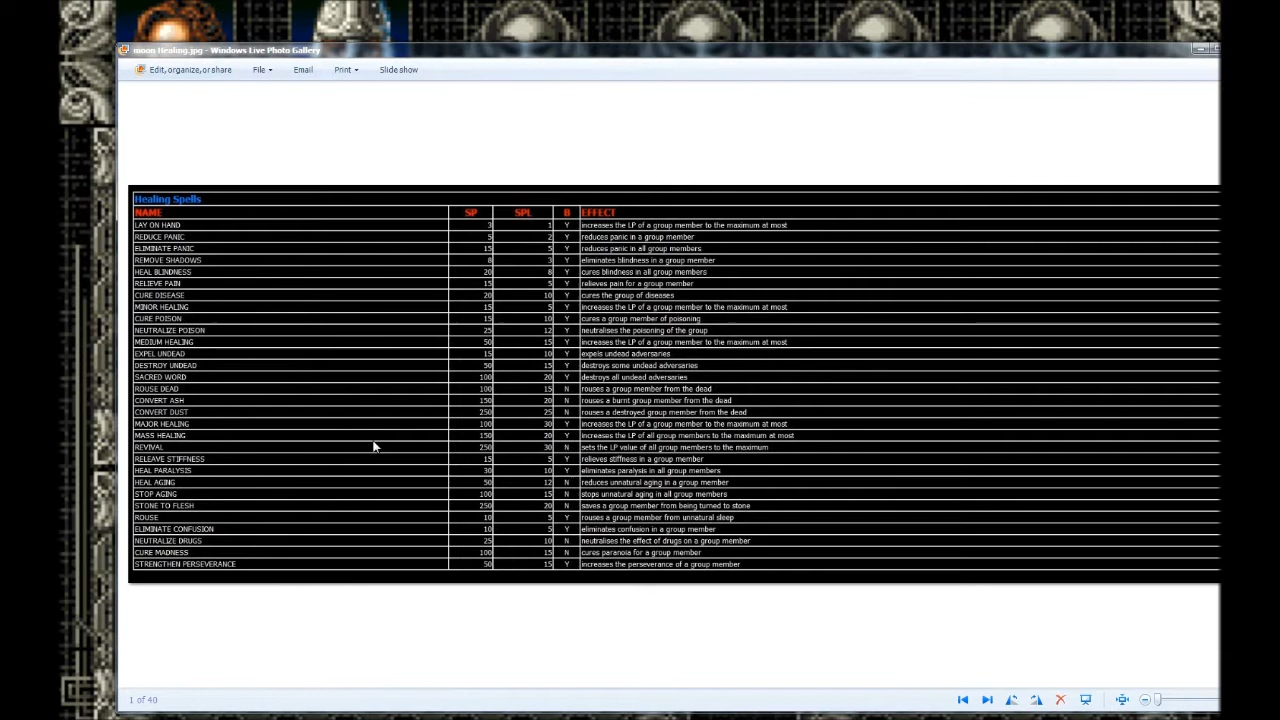 moon Healing.jpg - Windows Live Photo Gallery
Edit, organize, or share File Email Print Slide show
Healing Spells
NAME SP SPL B EFFECT
LAY ON HAND 3 1 Y increases the LP of a group member to the maximum at most
REDUCE PANIC 5 2 Y reduces panic in a group member
ELIMINATE PANIC 15 5 Y reduces panic in all group members
REMOVE SHADOWS 8 3 Y eliminates blindness in a group member
HEAL BLINDNESS 20 8 Y cures blindness in all group members
RELIEVE PAIN 15 5 Y relieves pain for a group member
CURE DISEASE 20 10 Y cures the group of diseases
MINOR HEALING 15 5 Y increases the LP of a group member to the maximum at most
CURE POISON 15 10 Y cures a group member of poisoning
NEUTRALIZE POISON 25 12 Y neutralises the poisoning of the group
MEDIUM HEALING 50 15 Y increases the LP of a group member to the maximum at most
EXPEL UNDEAD 15 10 Y expels undead adversaries
DESTROY UNDEAD 50 15 Y destroys some undead adversaries
SACRED WORD 100 20 Y destroys all undead adversaries
ROUSE DEAD 100 15 N rouses a group member from the dead
CONVERT ASH 150 20 N rouses a burnt group member from the dead
CONVERT DUST 250 25 N rouses a destroyed group member from the dead
MAJOR HEALING 100 30 Y increases the LP of a group member to the maximum at most
MASS HEALING 150 20 Y increases the LP of all group members to the maximum at most
REVIVAL 250 30 N sets the LP value of all group members to the maximum
RELEAVE STIFFNESS 15 5 Y relieves stiffness in a group member
HEAL PARALYSIS 30 10 Y eliminates paralysis in all group members
HEAL AGING 50 12 N reduces unnatural aging in a group member
STOP AGING 100 15 N stops unnatural aging in all group members
STONE TO FLESH 250 20 N saves a group member from being turned to stone
ROUSE 10 5 Y rouses a group member from unnatural sleep
ELIMINATE CONFUSION 10 5 Y eliminates confusion in a group member
NEUTRALIZE DRUGS 25 10 N neutralises the effect of drugs on a group member
CURE MADNESS 100 15 N cures paranoia for a group member
STRENGTHEN PERSEVERANCE 50 15 Y increases the perseverance of a group member
1 of 40